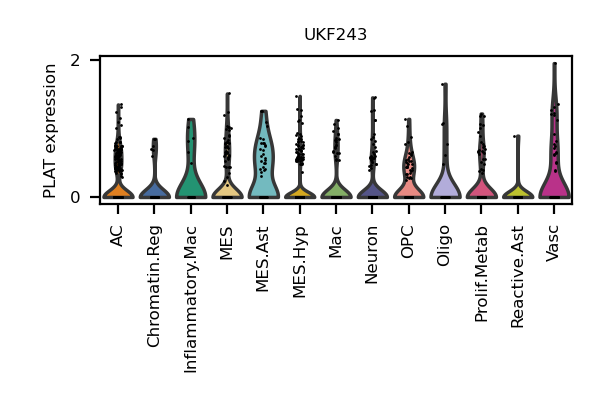 UKF243
PLAT expression
2
0
AC
Chromatin.Reg
Inflammatory.Mac
MES
MES.Ast
MES.Hyp
Mac
Neuron
OPC
Oligo
Prolif.Metab
Reactive.Ast
Vasc